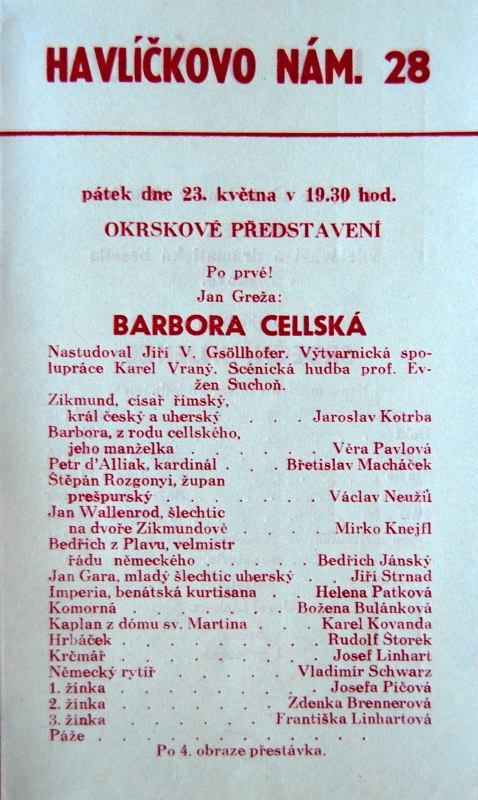 HAVLÍČKOVO NÁM. 28
pátek dne 23. května v 19.30 hod.
OKRSKOVÉ PŘEDSTAVENÍ
Po prvé!
Jan Greža:
BARBORA CELLSKÁ
Nastudoval Jiří V. Gsöllhofer. Výtvarnická spo-
lupráce Karel Vraný. Scénická hudba prof. Ev-
žen Suchoň.
Zikmund, císař římský,
král český a uherský . . . Jaroslav Kotrba
Barbora, z rodu cellského,
jeho manželka . . . . . Věra Pavlová
Petr d'Alliak, kardinál . . . Břetislav Macháček
Štěpán Rozgonyi, župan
prešpurský . . . . . . Václav Neužil
Jan Wallenrod, šlechtic
na dvoře Zikmundově . . . Mirko Knejfl
Bedřich z Plavu, velmistr
řádu německého . . . . Bedřich Jánský
Jan Gara, mladý šlechtic uherský . . Jiří Strnad
Imperia, benátská kurtisana . . Helena Patková
Komorná . . . . . . Božena Bulánková
Kaplan z dómu sv. Martina . . . Karel Kovanda
Hrbáček . . . . . . . Rudolf Štorek
Krčmář . . . . . . . Josef Linhart
Německý rytíř . . . . . Vladimír Schwarz
1. žínka . . . . . . . Josefa Pičová
2. žínka . . . . . . Zdenka Brennerová
3. žínka . . . . . Františka Linhartová
Páže . . . . . . . . . . .
Po 4. obraze přestávka.